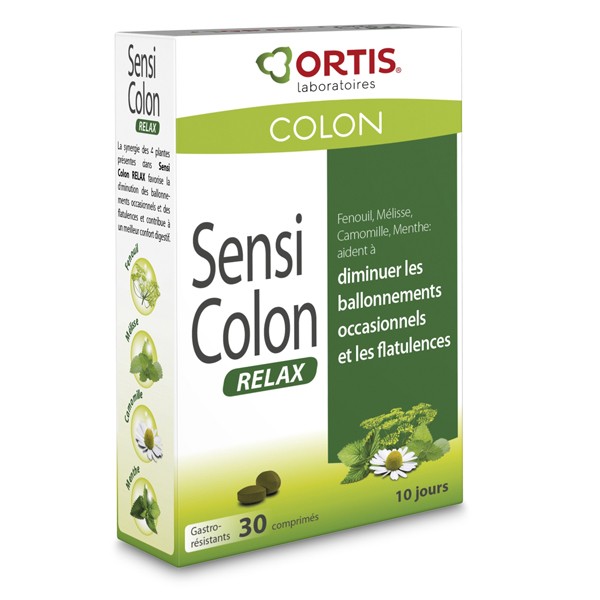 ORTIS®
laboratoires
COLON
Sensi
Colon
RELAX
Fenouil, Mélisse,
Camomille, Menthe:
aident à
diminuer les
ballonnements
occasionnels
et les flatulences
10 jours
Gastro-
résistants
30 comprimés
Sensi
Colon
RELAX
La synergie des 4 plantes
présentes dans Sensi
Colon RELAX favorise la
diminution des ballonne-
ments occasionnels et des
flatulences et contribue à
un meilleur confort digestif.
Fenouil
Mélisse
Camomille
Menthe